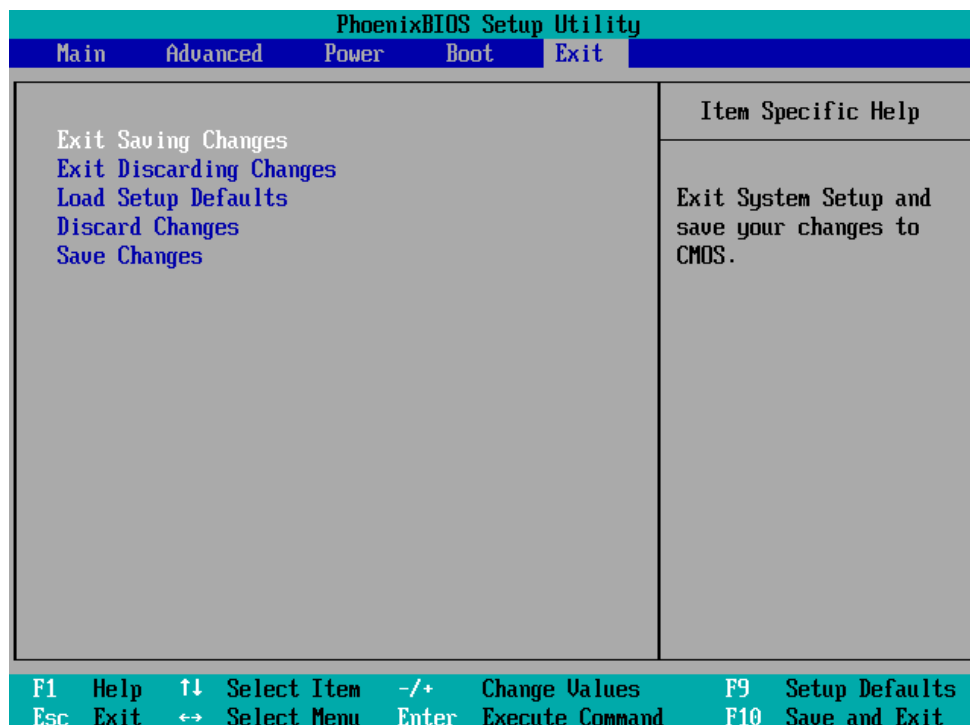 PhoenixBIOS Setup Utility
Main Advanced Power Boot Exit
Exit Saving Changes
Exit Discarding Changes
Load Setup Defaults
Discard Changes
Save Changes
Item Specific Help
Exit System Setup and
save your changes to
CMOS.
F1 Help ↑↓ Select Item -/+ Change Values F9 Setup Defaults
Esc Exit ↔ Select Menu Enter Execute Command F10 Save and Exit